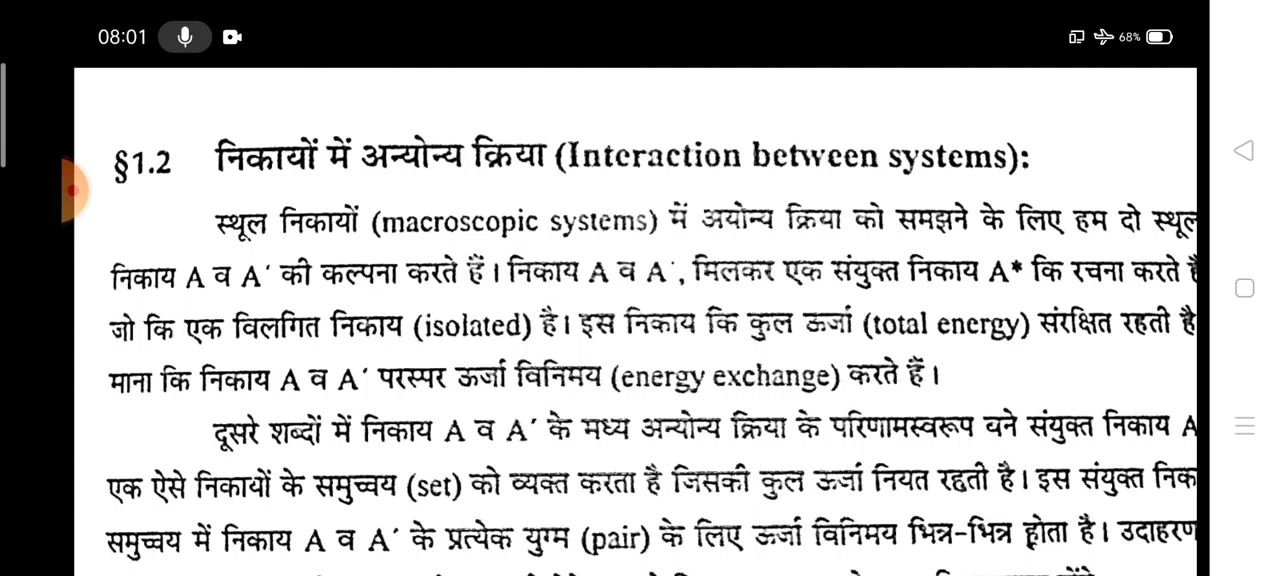 08:01
68%
§1.2 निकायों में अन्योन्य क्रिया (Interaction between systems):
स्थूल निकायों (macroscopic systems) में अयोन्य क्रिया को समझने के लिए हम दो स्थूल
निकाय A व A′ की कल्पना करते हैं। निकाय A व A′, मिलकर एक संयुक्त निकाय A* कि रचना करते हैं
जो कि एक विलगित निकाय (isolated) है। इस निकाय कि कुल ऊर्जा (total energy) संरक्षित रहती है
माना कि निकाय A व A′ परस्पर ऊर्जा विनिमय (energy exchange) करते हैं।
दूसरे शब्दों में निकाय A व A′ के मध्य अन्योन्य क्रिया के परिणामस्वरूप बने संयुक्त निकाय A
एक ऐसे निकायों के समुच्चय (set) को व्यक्त करता है जिसकी कुल ऊर्जा नियत रहती है। इस संयुक्त निक
समुच्चय में निकाय A व A′ के प्रत्येक युग्म (pair) के लिए ऊर्जा विनिमय भिन्न-भिन्न होता है। उदाहरण